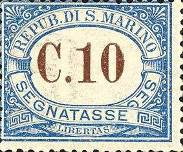 REPUB. DI S. MARINO
C.10
SEGNATASSE
LIBERTAS